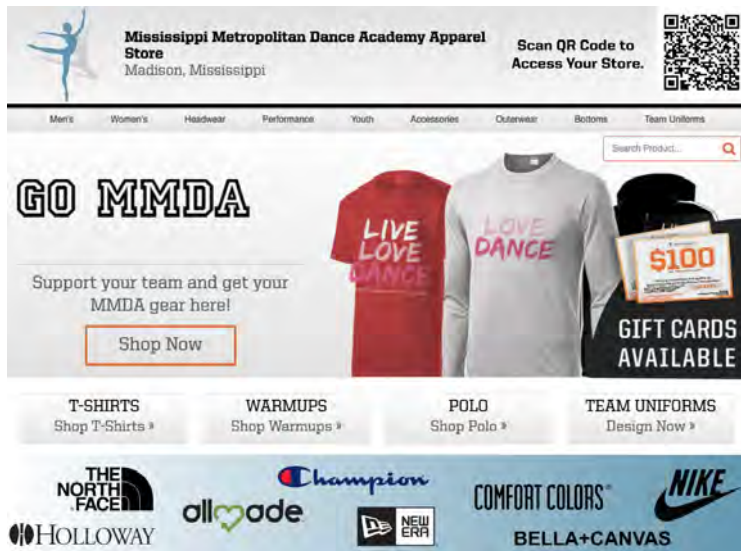 Mississippi Metropolitan Dance Academy Apparel
Store
Madison, Mississippi
Scan QR Code to
Access Your Store.
Men's Women's Headwear Performance Youth Accessories Outerwear Bottoms Team Uniforms
Search Product...
GO MMDA
Support your team and get your
MMDA gear here!
Shop Now
LIVE
LOVE
DANCE
LOVE
DANCE
$100
GIFT CARDS
AVAILABLE
T-SHIRTS
Shop T-Shirts »
WARMUPS
Shop Warmups »
POLO
Shop Polo »
TEAM UNIFORMS
Design Now »
THE
NORTH
FACE
Champion
allmade
COMFORT COLORS®
NIKE
HOLLOWAY
NEW
ERA
BELLA+CANVAS